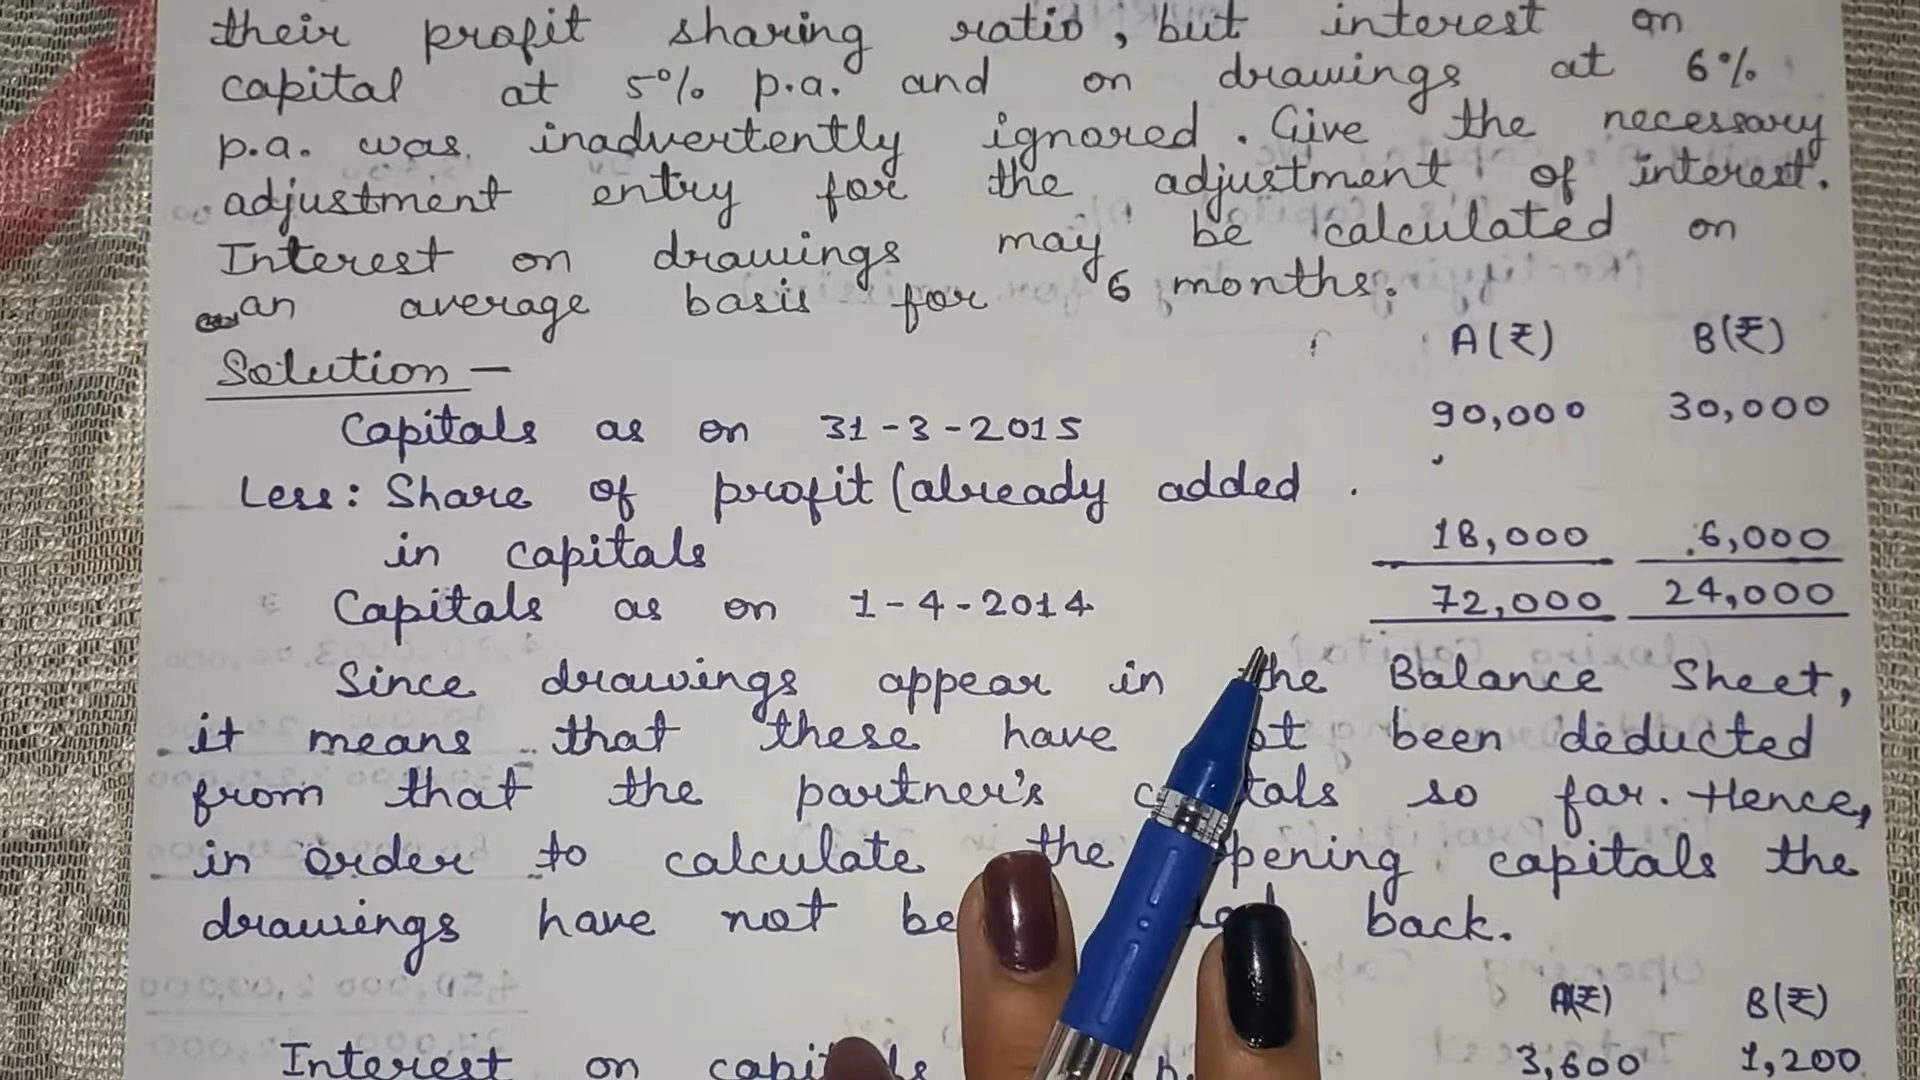 their profit sharing ratio, but interest on
capital at 5% p.a. and on drawings at 6%
p.a. was inadvertently ignored. Give the necessary
adjustment entry for the adjustment of interest.
Interest on drawings may be calculated on
an average basis for 6 months.
Solution -
A(₹) B(₹)
Capitals as on 31-3-2015 90,000 30,000
Less: Share of profit (already added
in capitals 18,000 6,000
Capitals as on 1-4-2014 72,000 24,000
Since drawings appear in the Balance Sheet,
it means that these have been deducted
from that the partner's so far. Hence,
in order to calculate the opening capitals the
drawings have not back.
A(₹) B(₹)
Interest on 3,600 1,200